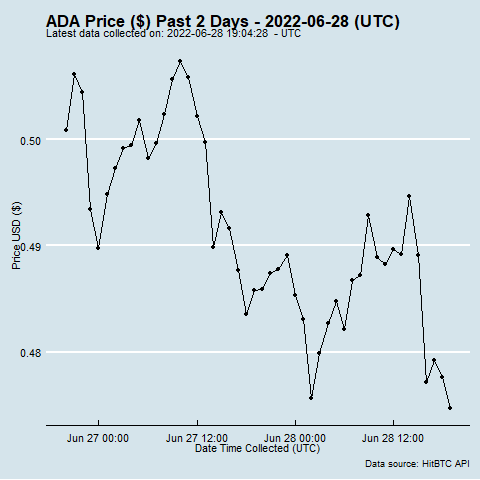 ADA Price ($) Past 2 Days - 2022-06-28 (UTC)
Latest data collected on: 2022-06-28 19:04:28 - UTC
0.50
0.49
0.48
Price USD ($)
Jun 27 00:00
Jun 27 12:00
Jun 28 00:00
Jun 28 12:00
Date Time Collected (UTC)
Data source: HitBTC API